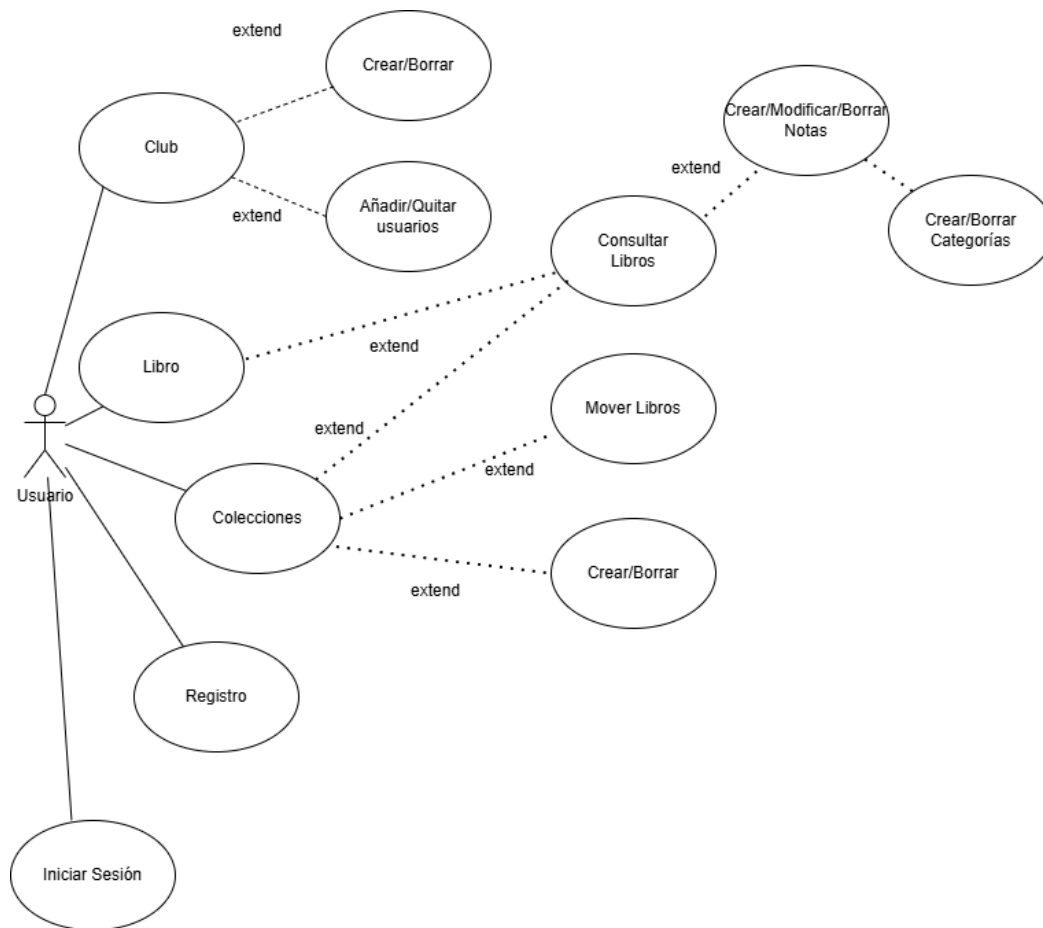 extend
Crear/Borrar
Club
Crear/Modificar/Borrar
Notas
extend
Añadir/Quitar
usuarios
extend
Consultar
Libros
Crear/Borrar
Categorías
Libro
extend
Mover Libros
extend
extend
Usuario
Colecciones
Crear/Borrar
extend
Registro
Iniciar Sesión